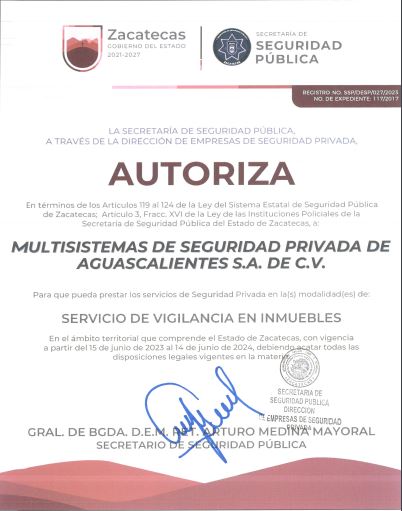 Zacatecas
GOBIERNO DEL ESTADO
2021-2027
SECRETARÍA DE
SEGURIDAD
PÚBLICA
REGISTRO NO. SSP/DESP/027/2023
NO. DE EXPEDIENTE: 117/2017
LA SECRETARÍA DE SEGURIDAD PÚBLICA,
A TRAVÉS DE LA DIRECCIÓN DE EMPRESAS DE SEGURIDAD PRIVADA,
AUTORIZA
En términos de los Artículos 119 al 124 de la Ley del Sistema Estatal de Seguridad Pública
de Zacatecas; Artículo 3, Fracc. XVI de la Ley de las Instituciones Policiales de la
Secretaría de Seguridad Pública del Estado de Zacatecas, a:
MULTISISTEMAS DE SEGURIDAD PRIVADA DE
AGUASCALIENTES S.A. DE C.V.
Para que pueda prestar los servicios de Seguridad Privada en la(s) modalidad(es) de:
SERVICIO DE VIGILANCIA EN INMUEBLES
En el ámbito territorial que comprende el Estado de Zacatecas, con vigencia
a partir del 15 de junio de 2023 al 14 de junio de 2024, debiendo acatar todas las
disposiciones legales vigentes en la materia.
SECRETARIA DE
SEGURIDAD PUBLICA
DIRECCION
DE EMPRESAS DE SEGURIDAD
PRIVADA
GRAL. DE BGDA. D.E.M. RET. ARTURO MEDINA MAYORAL
SECRETARIO DE SEGURIDAD PÚBLICA